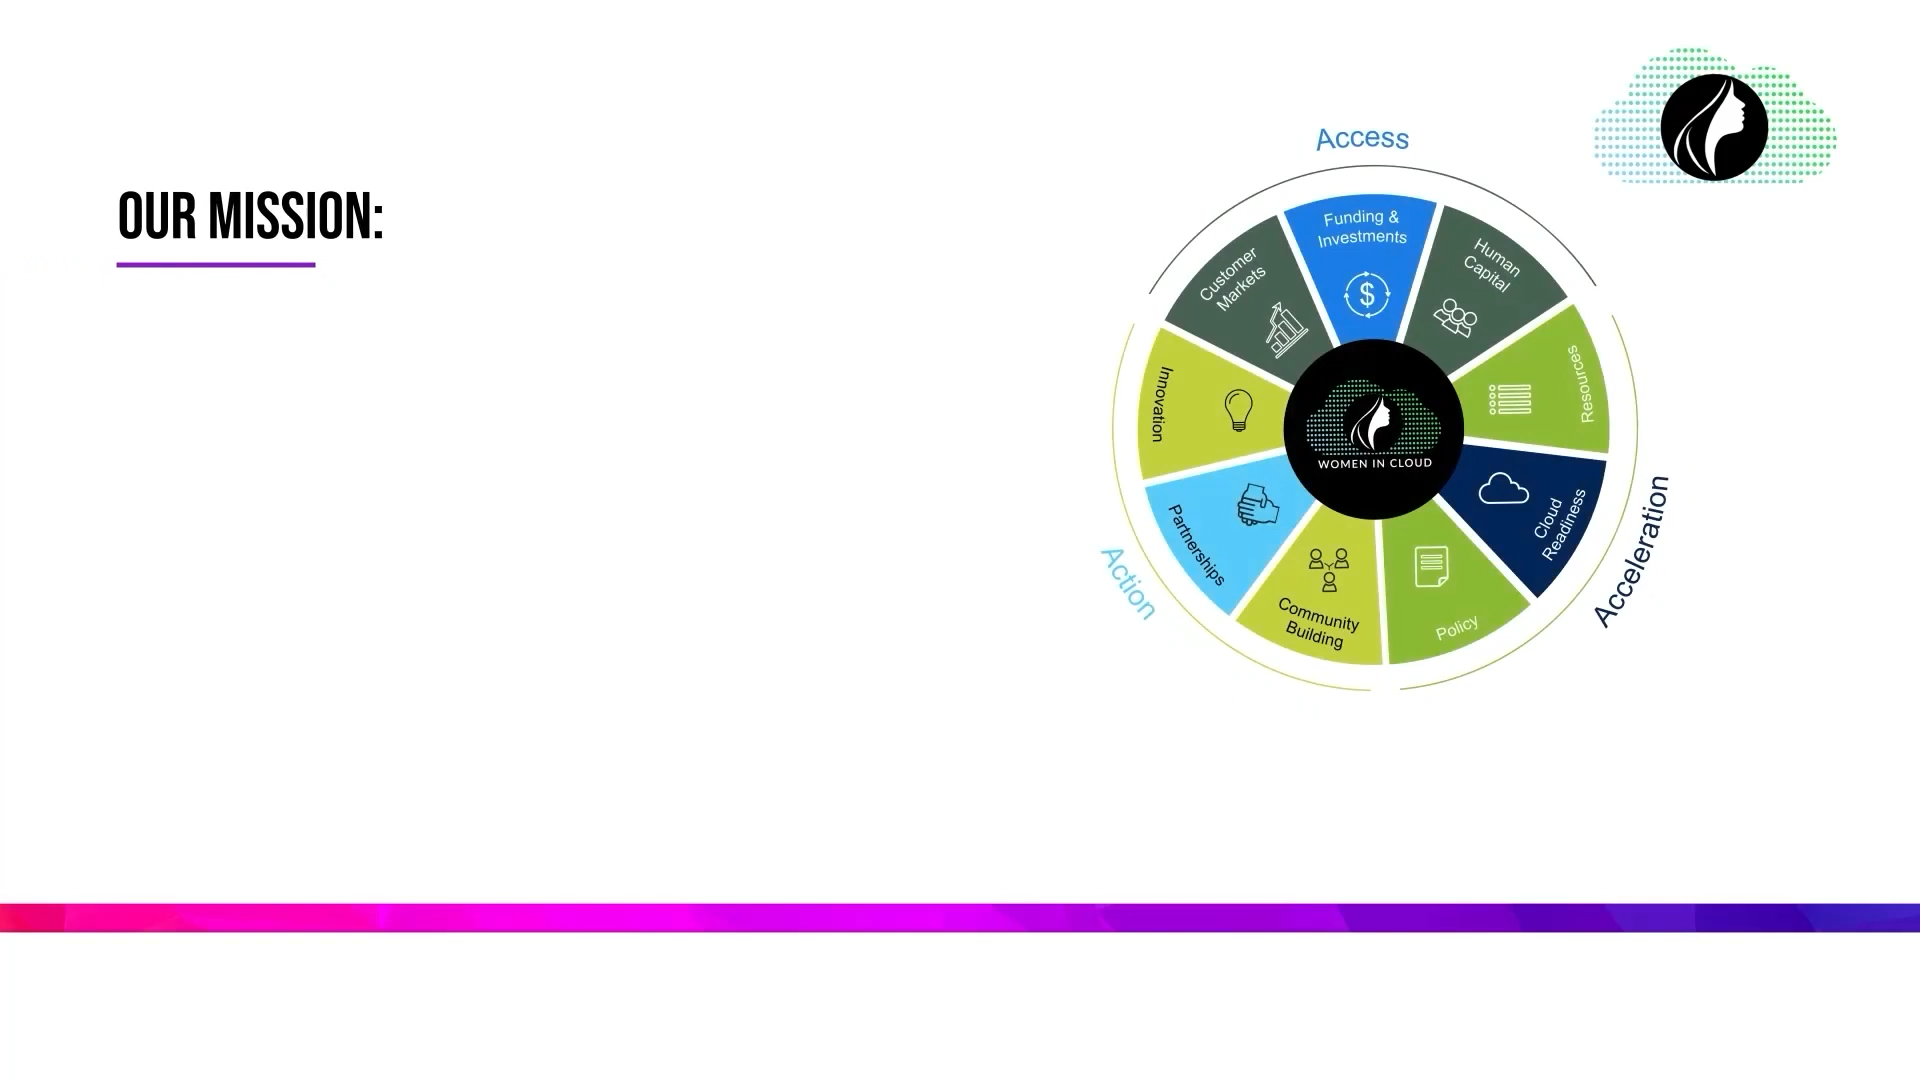 OUR MISSION:
Access
Funding &
Investments
Human
Capital
Resources
Cloud
Readiness
Acceleration
Policy
Community
Building
Partnerships
Action
Innovation
Customer
Markets
WOMEN IN CLOUD